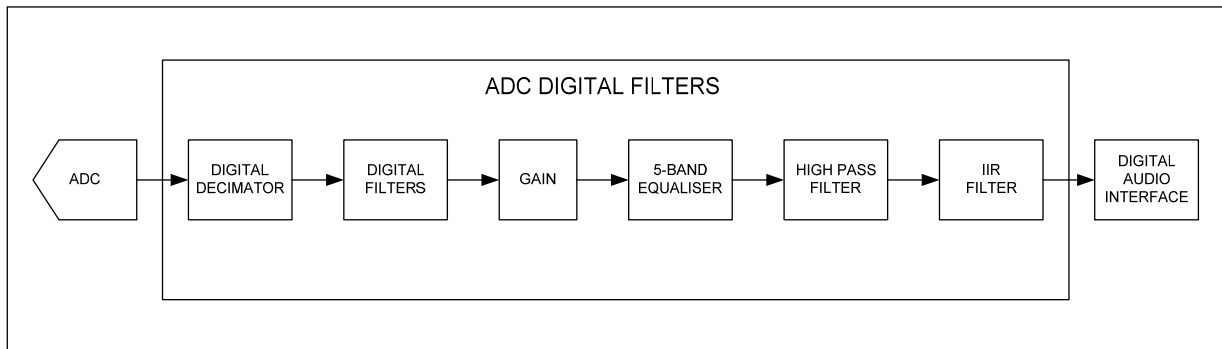 ADC DIGITAL FILTERS
ADC
DIGITAL
DECIMATOR
DIGITAL
FILTERS
GAIN
5-BAND
EQUALISER
HIGH PASS
FILTER
IIR
FILTER
DIGITAL
AUDIO
INTERFACE